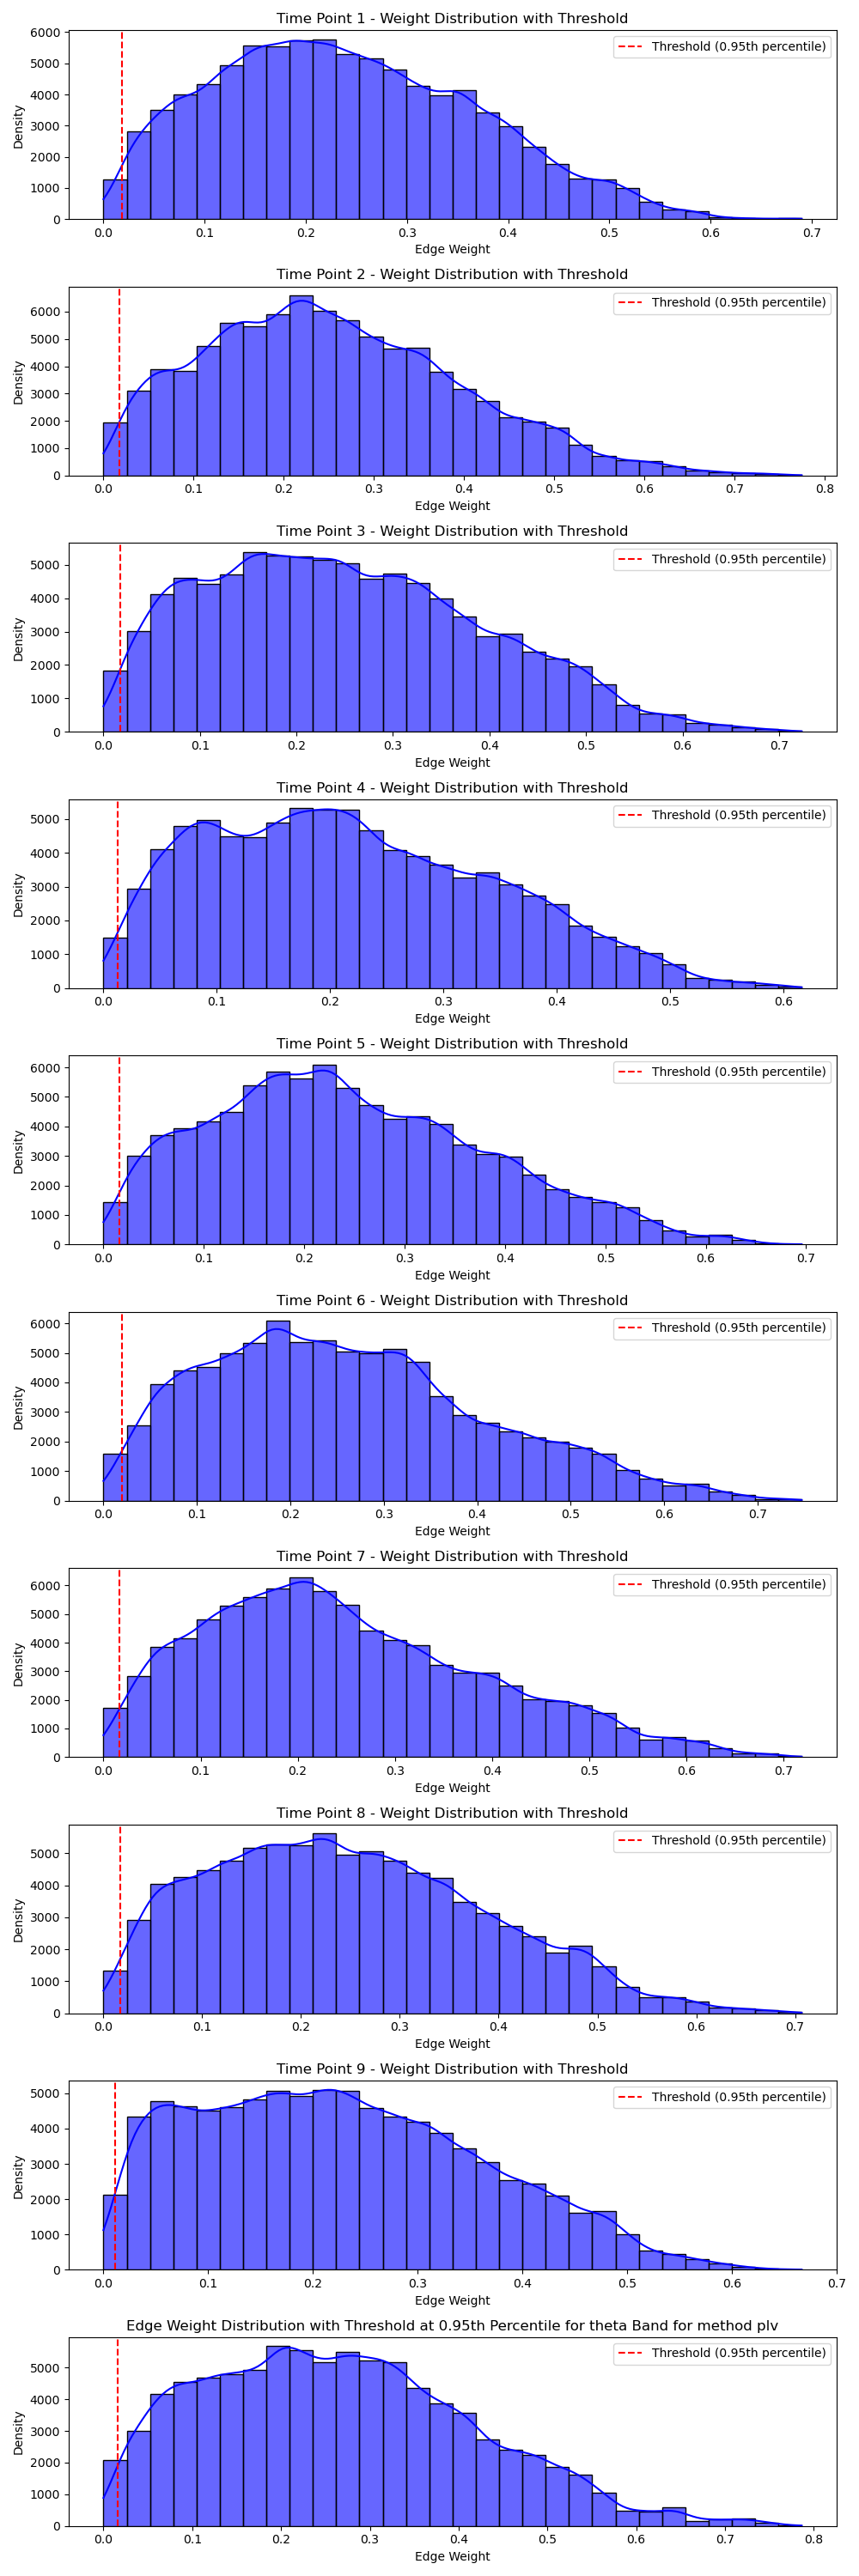 Time Point 1 - Weight Distribution with Threshold
Threshold (0.95th percentile)
Density
6000
5000
4000
3000
2000
1000
0
0.0 0.1 0.2 0.3 0.4 0.5 0.6 0.7
Edge Weight
Time Point 2 - Weight Distribution with Threshold
Threshold (0.95th percentile)
Density
6000
5000
4000
3000
2000
1000
0
0.0 0.1 0.2 0.3 0.4 0.5 0.6 0.7 0.8
Edge Weight
Time Point 3 - Weight Distribution with Threshold
Threshold (0.95th percentile)
Density
5000
4000
3000
2000
1000
0
0.0 0.1 0.2 0.3 0.4 0.5 0.6 0.7
Edge Weight
Time Point 4 - Weight Distribution with Threshold
Threshold (0.95th percentile)
Density
5000
4000
3000
2000
1000
0
0.0 0.1 0.2 0.3 0.4 0.5 0.6
Edge Weight
Time Point 5 - Weight Distribution with Threshold
Threshold (0.95th percentile)
Density
6000
5000
4000
3000
2000
1000
0
0.0 0.1 0.2 0.3 0.4 0.5 0.6 0.7
Edge Weight
Time Point 6 - Weight Distribution with Threshold
Threshold (0.95th percentile)
Density
6000
5000
4000
3000
2000
1000
0
0.0 0.1 0.2 0.3 0.4 0.5 0.6 0.7
Edge Weight
Time Point 7 - Weight Distribution with Threshold
Threshold (0.95th percentile)
Density
6000
5000
4000
3000
2000
1000
0
0.0 0.1 0.2 0.3 0.4 0.5 0.6 0.7
Edge Weight
Time Point 8 - Weight Distribution with Threshold
Threshold (0.95th percentile)
Density
5000
4000
3000
2000
1000
0
0.0 0.1 0.2 0.3 0.4 0.5 0.6 0.7
Edge Weight
Time Point 9 - Weight Distribution with Threshold
Threshold (0.95th percentile)
Density
5000
4000
3000
2000
1000
0
0.0 0.1 0.2 0.3 0.4 0.5 0.6 0.7
Edge Weight
Edge Weight Distribution with Threshold at 0.95th Percentile for theta Band for method plv
Threshold (0.95th percentile)
Density
5000
4000
3000
2000
1000
0
0.0 0.1 0.2 0.3 0.4 0.5 0.6 0.7 0.8
Edge Weight